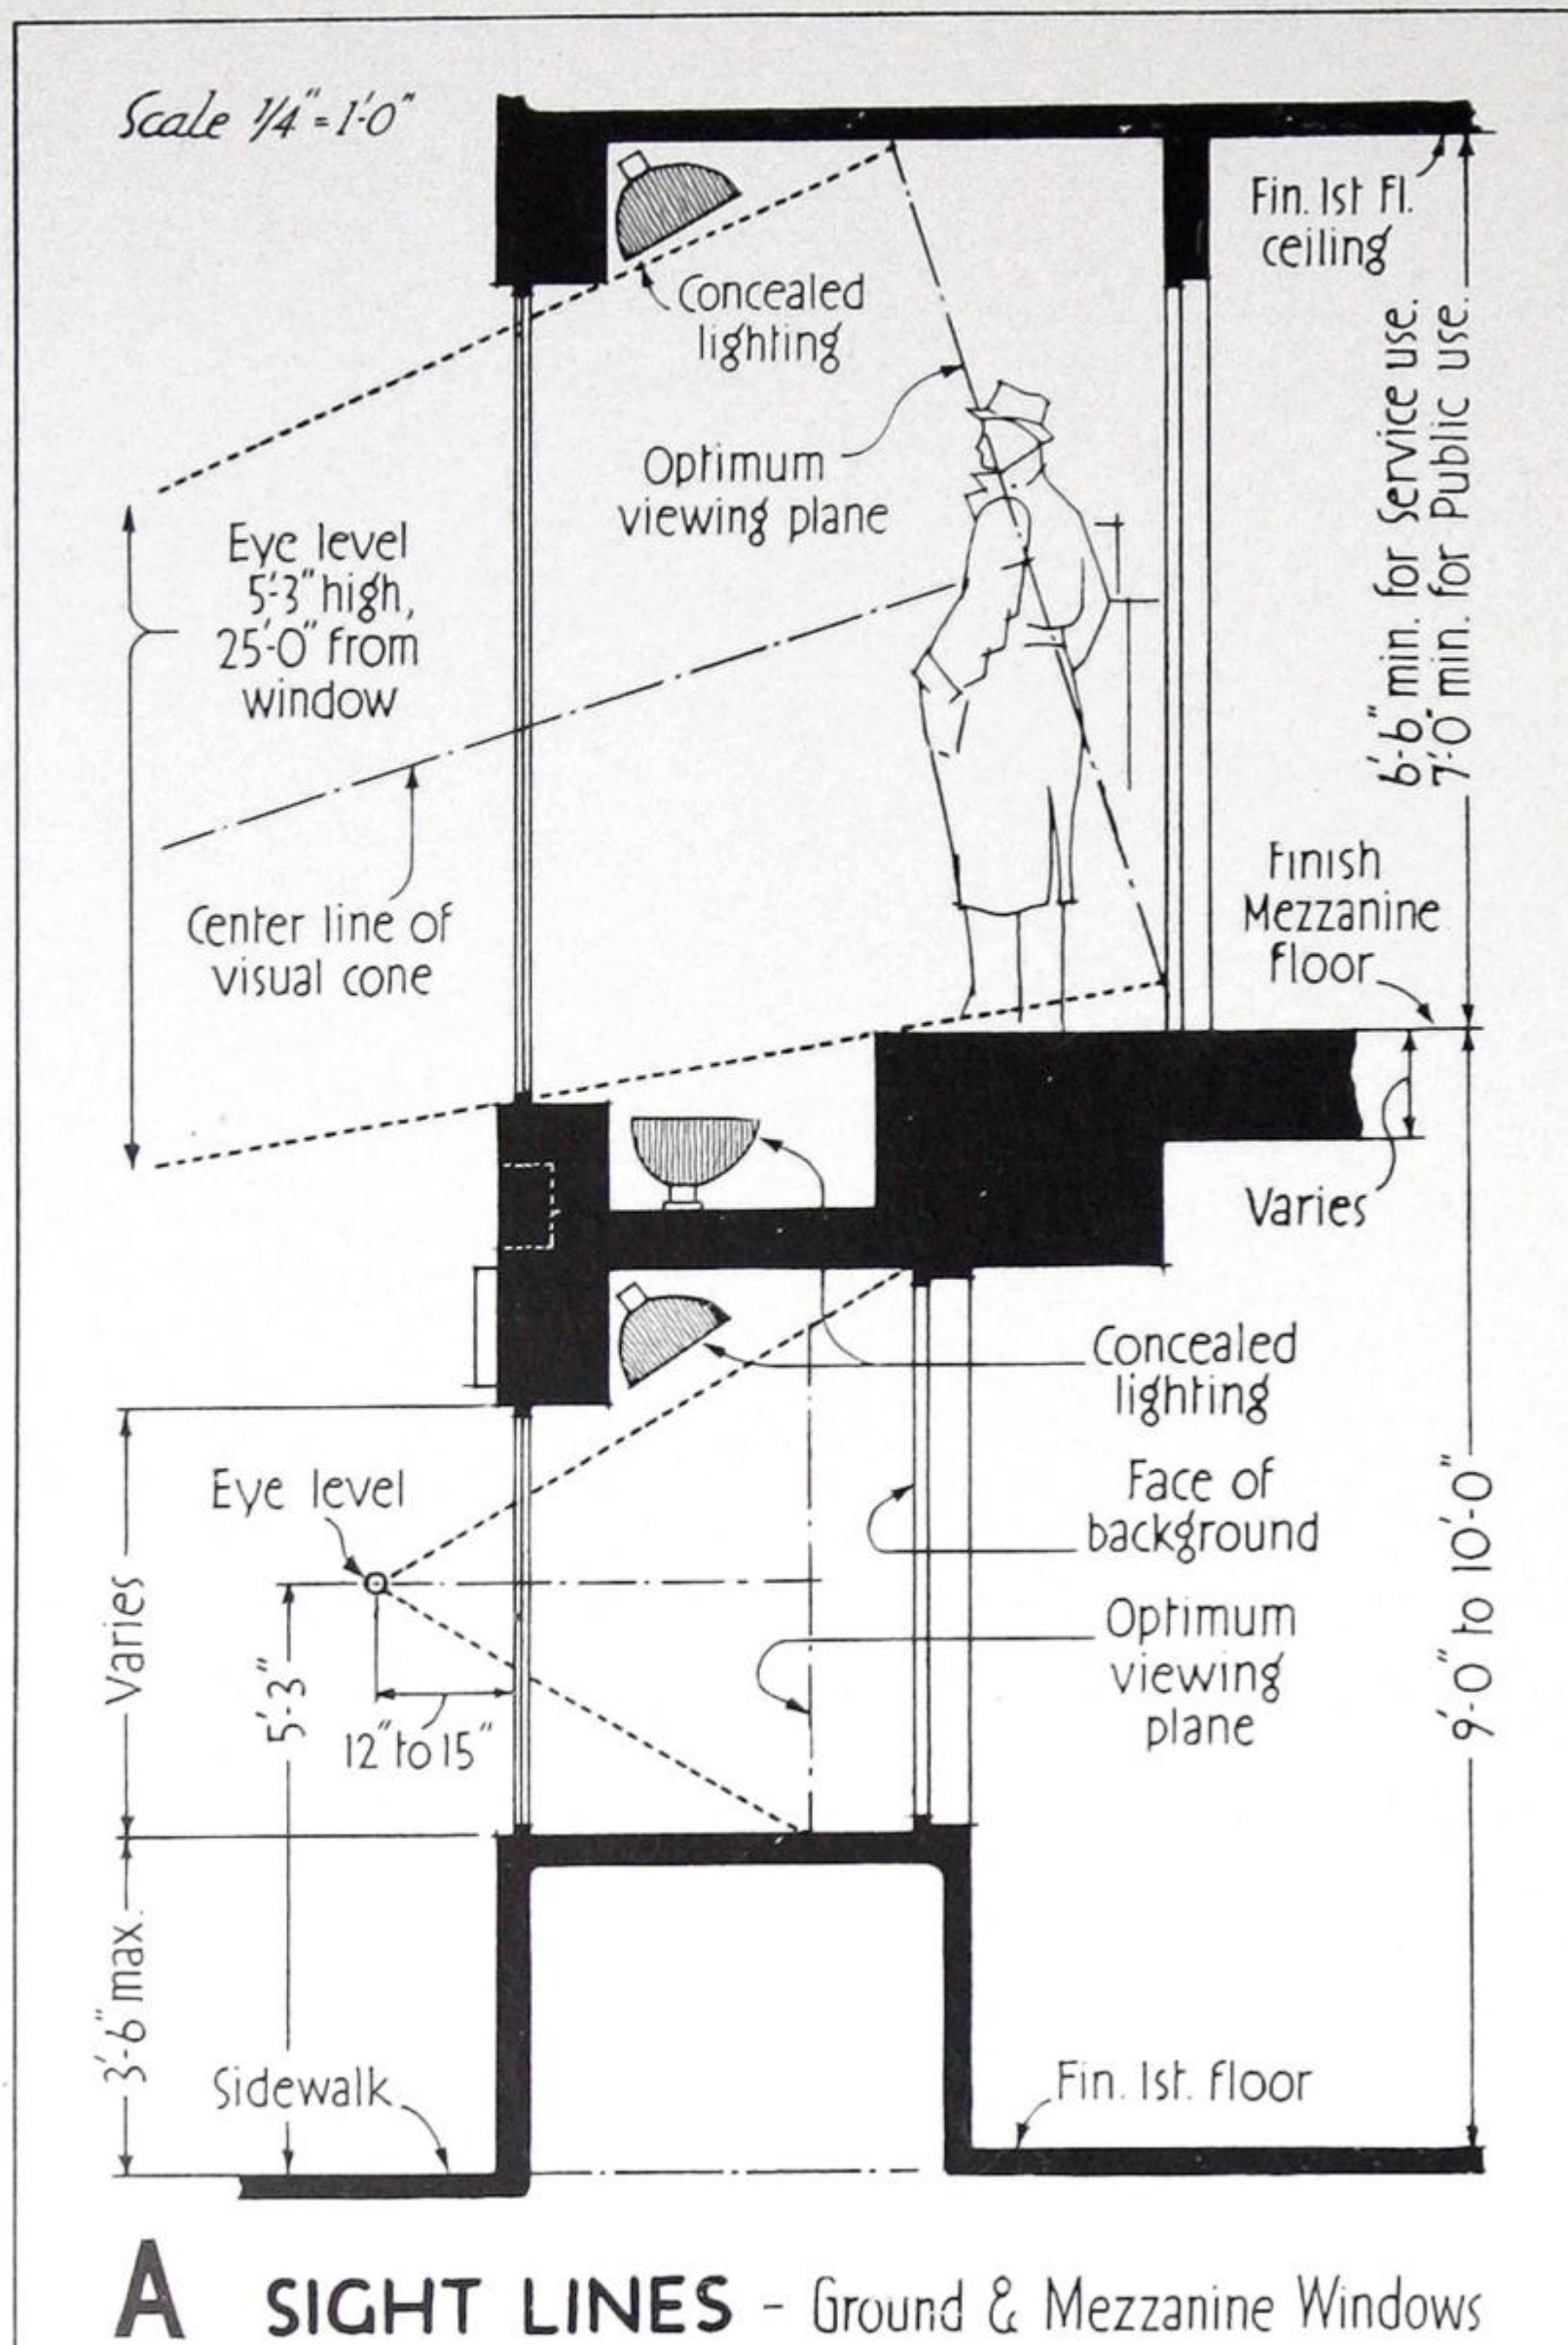 Scale 1/4" = 1'-0"
Fin. 1st Fl.
ceiling
Concealed
lighting
Optimum
viewing plane
6'-6" min. for Service use.
7'-0" min. for Public use.
Eye level
5'-3" high,
25'-0" from
window
Center line of
visual cone
Finish
Mezzanine
floor
Varies
Concealed
lighting
Face of
background
Optimum
viewing
plane
9'-0" to 10'-0"
Eye level
Varies
5'-3"
12" to 15"
3'-6" max.
Sidewalk
Fin. 1st. floor
A SIGHT LINES - Ground & Mezzanine Windows